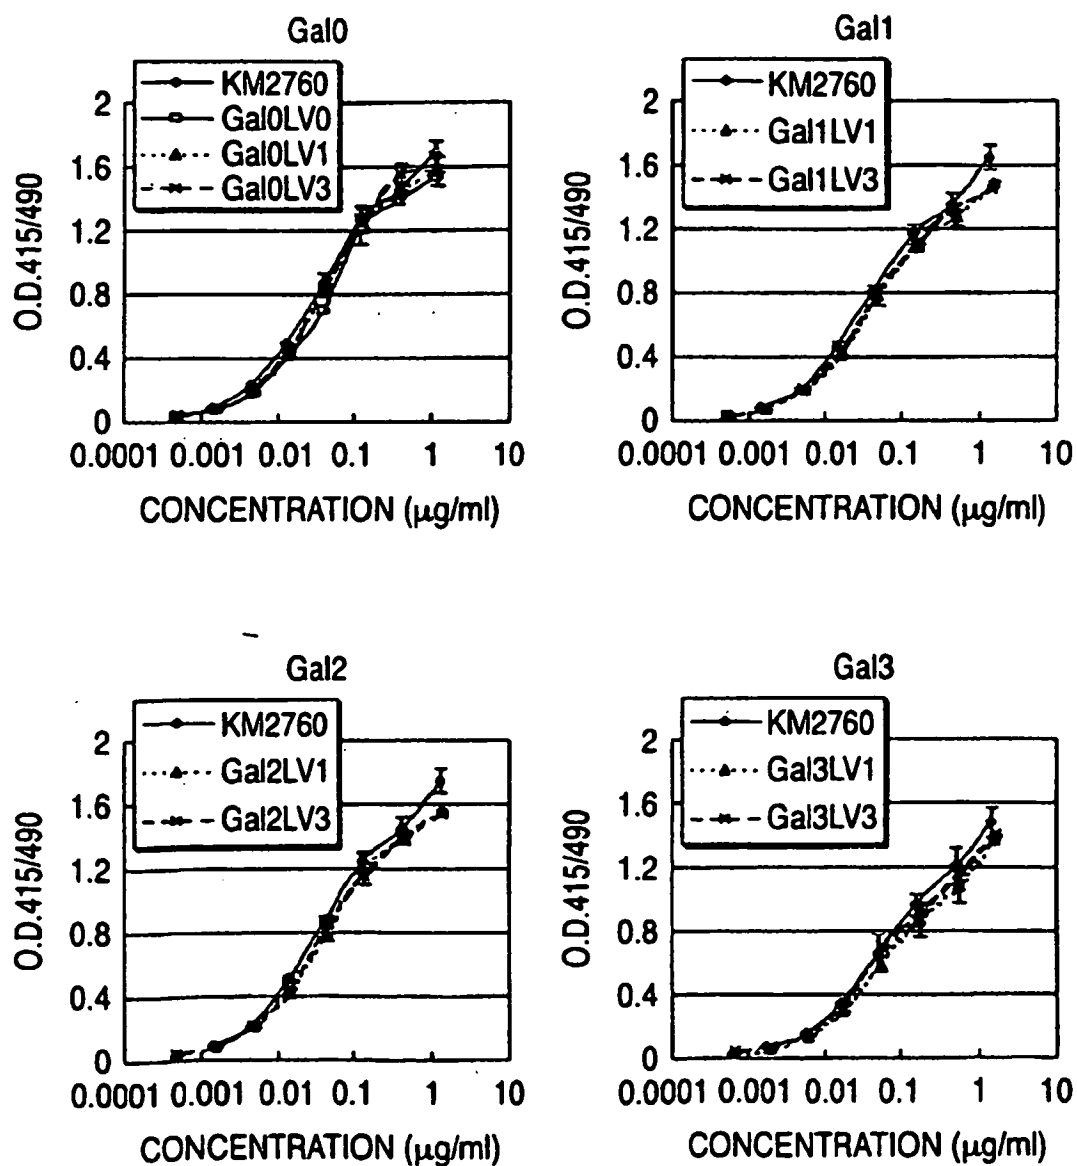 Gal0
KM2760
Gal0LV0
Gal0LV1
Gal0LV3
O.D.415/490
2
1.6
1.2
0.8
0.4
0
0.0001 0.001 0.01 0.1 1 10
CONCENTRATION (μg/ml)
Gal1
KM2760
Gal1LV1
Gal1LV3
O.D.415/490
2
1.6
1.2
0.8
0.4
0
0.0001 0.001 0.01 0.1 1 10
CONCENTRATION (μg/ml)
Gal2
KM2760
Gal2LV1
Gal2LV3
O.D.415/490
2
1.6
1.2
0.8
0.4
0
0.0001 0.001 0.01 0.1 1 10
CONCENTRATION (μg/ml)
Gal3
KM2760
Gal3LV1
Gal3LV3
O.D.415/490
2
1.6
1.2
0.8
0.4
0
0.0001 0.001 0.01 0.1 1 10
CONCENTRATION (μg/ml)